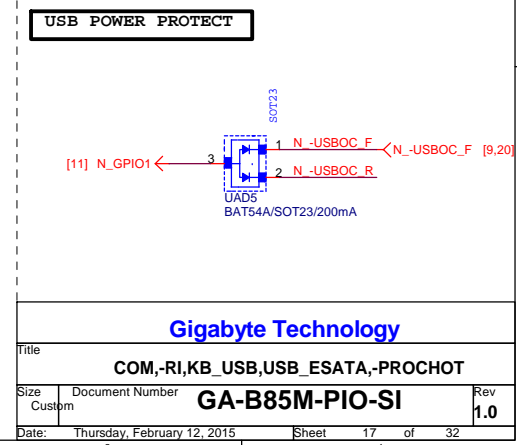 USB POWER PROTECT
SOT23
1 N_-USBOC_F N_-USBOC_F [9,20]
[11] N_GPIO1 3
2 N_-USBOC_R
UAD5
BAT54A/SOT23/200mA
Gigabyte Technology
Title
COM,-RI,KB_USB,USB_ESATA,-PROCHOT
Size Document Number Rev
Custom GA-B85M-PIO-SI 1.0
Date: Thursday, February 12, 2015 Sheet 17 of 32